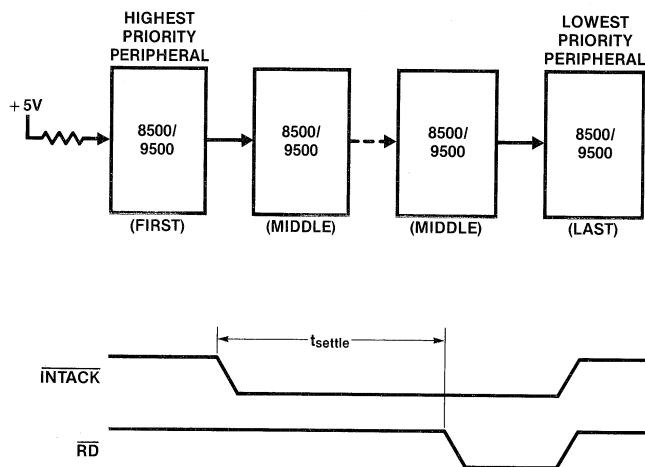 HIGHEST
PRIORITY
PERIPHERAL
LOWEST
PRIORITY
PERIPHERAL
+5V
8500/
9500
8500/
9500
8500/
9500
8500/
9500
(FIRST)
(MIDDLE)
(MIDDLE)
(LAST)
tsettle
INTACK
RD